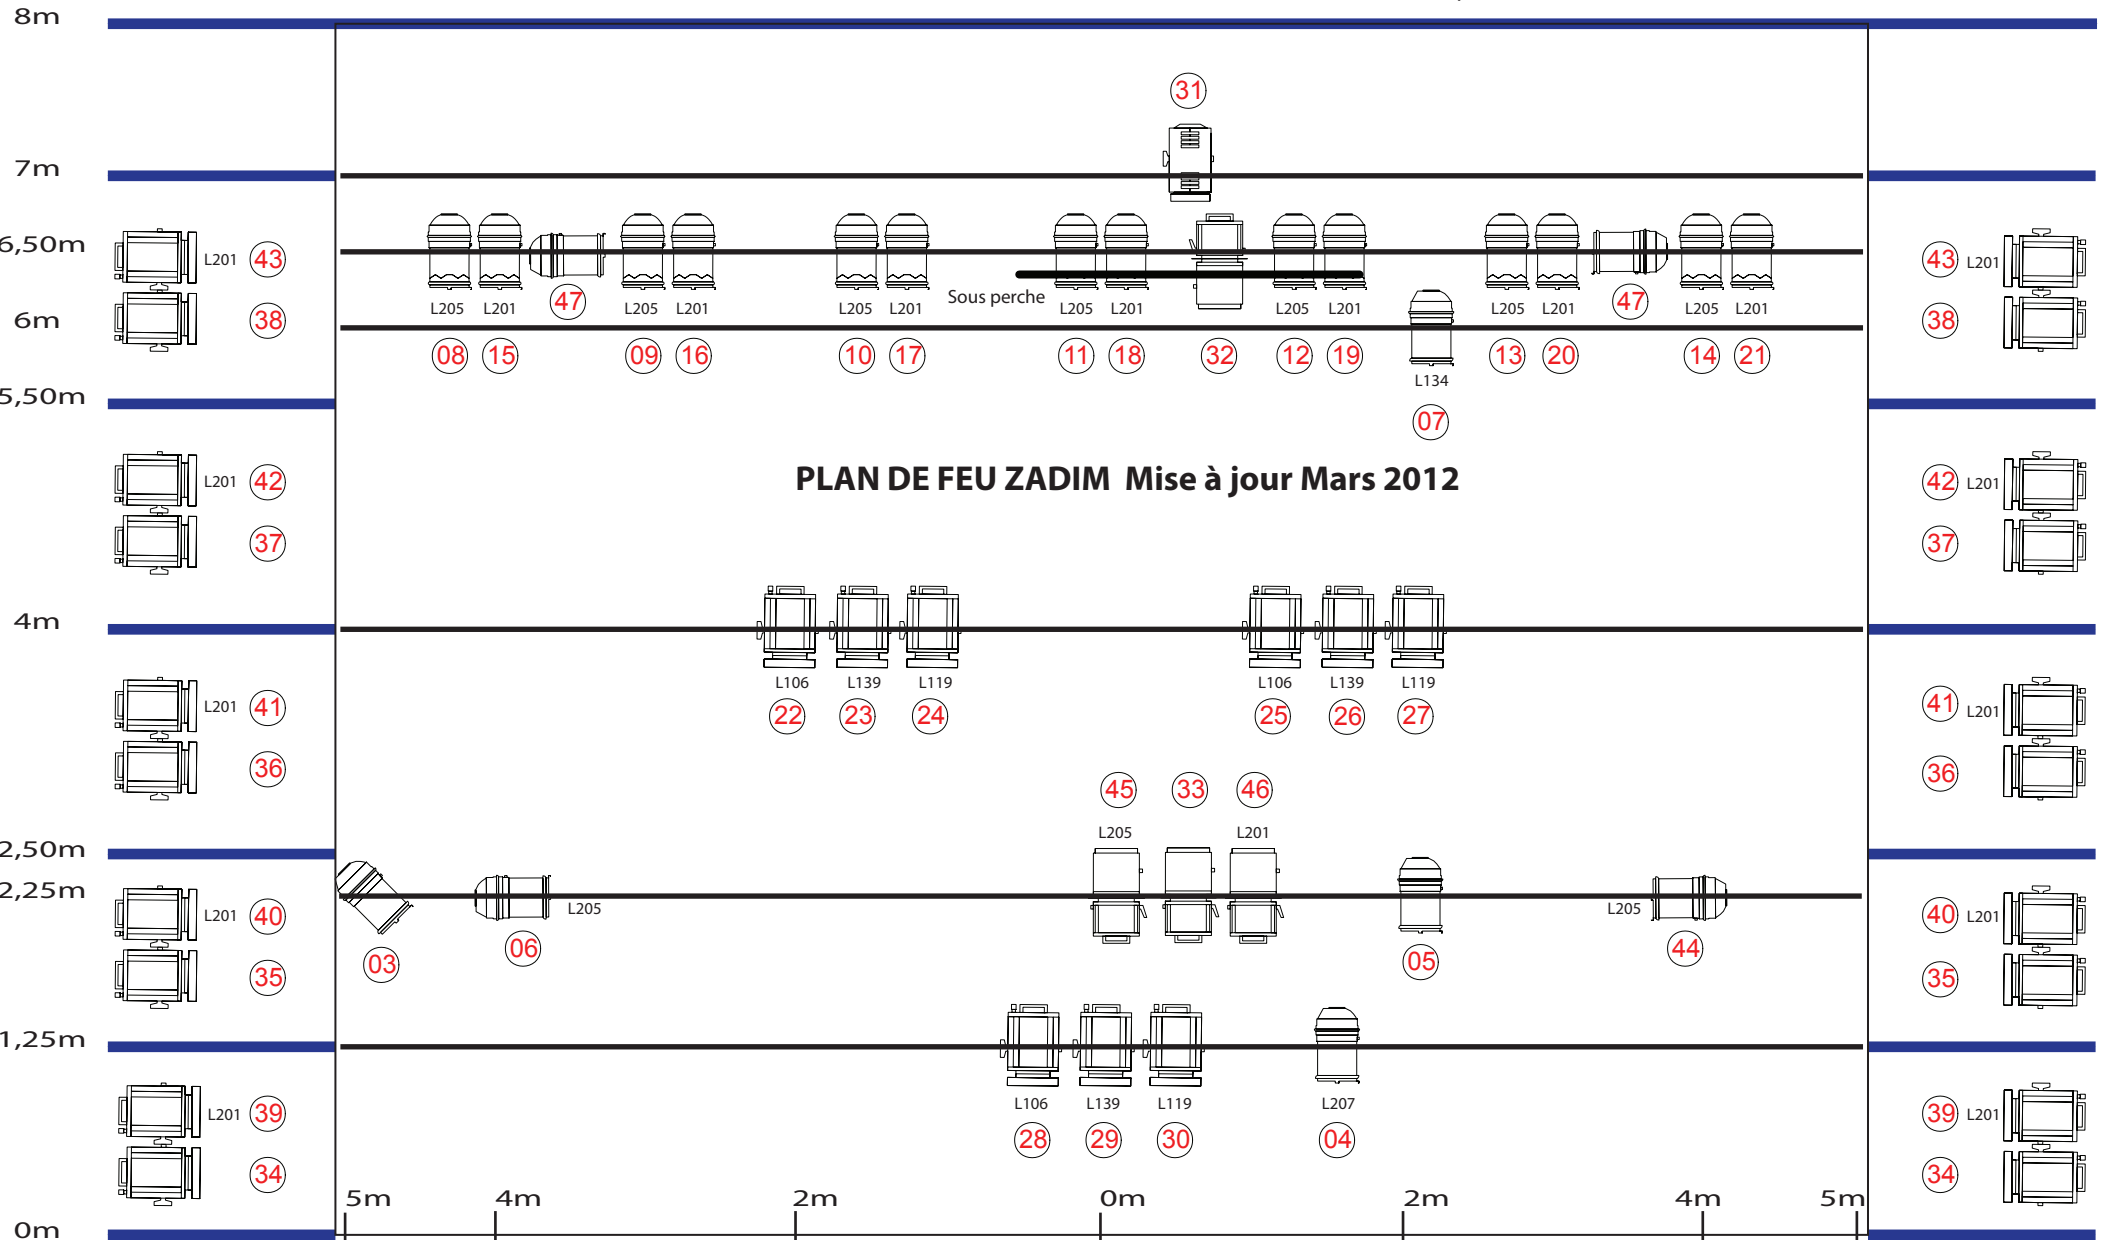 8m
31
7m
6,50m
L201 43
43 L201
47
47
Sous perche
L205 L201 L205 L201 L205 L201 L205 L201 L205 L201 L205 L201 L205 L201
6m
38
38
08 15 09 16 10 17 11 18 32 12 19 13 20 14 21
L134
5,50m
07
PLAN DE FEU ZADIM Mise à jour Mars 2012
L201 42
42 L201
37
37
4m
L106 L139 L119 L106 L139 L119
L201 41
22 23 24 25 26 27
41 L201
36
36
45 33 46
L205 L201
2,50m
2,25m
L201 40
L205
L205
40 L201
03 06 05 44
35
35
1,25m
L106 L139 L119 L207
L201 39
39 L201
28 29 30 04
34
34
5m 4m 2m 0m 2m 4m 5m
0m